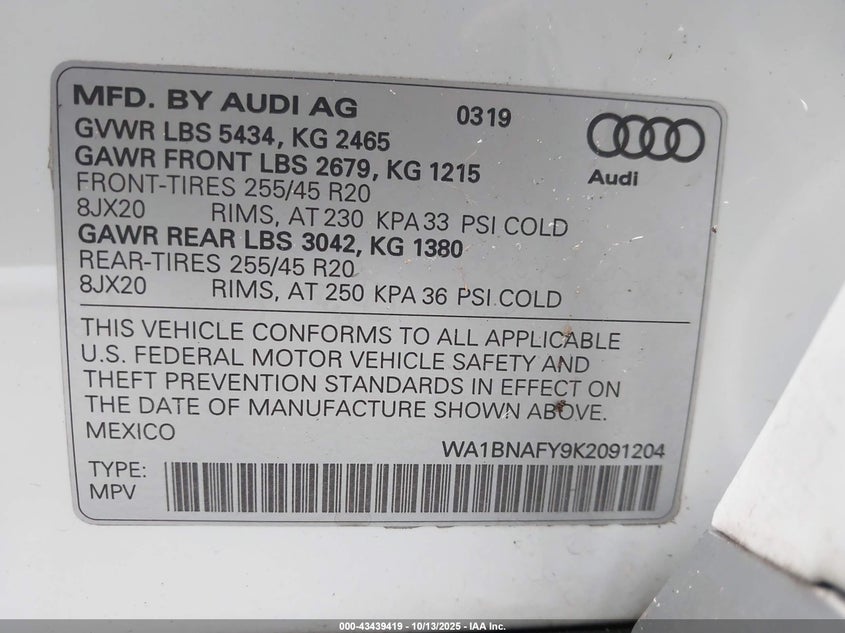 MFD. BY AUDI AG 0319
GVWR LBS 5434, KG 2465
GAWR FRONT LBS 2679, KG 1215
Audi
FRONT-TIRES 255/45 R20
8JX20 RIMS, AT 230 KPA 33 PSI COLD
GAWR REAR LBS 3042, KG 1380
REAR-TIRES 255/45 R20
8JX20 RIMS, AT 250 KPA 36 PSI COLD
THIS VEHICLE CONFORMS TO ALL APPLICABLE
U.S. FEDERAL MOTOR VEHICLE SAFETY AND
THEFT PREVENTION STANDARDS IN EFFECT ON
THE DATE OF MANUFACTURE SHOWN ABOVE.
MEXICO
WA1BNAFY9K2091204
TYPE:
MPV
000-43439419 - 10/13/2025 - IAA Inc.